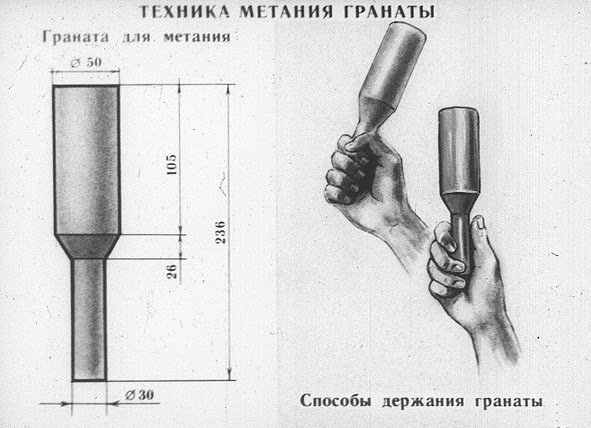 ТЕХНИКА МЕТАНИЯ ГРАНАТЫ
Граната для метания
Ø 50
105
236
26
Ø 30
Способы держания гранаты